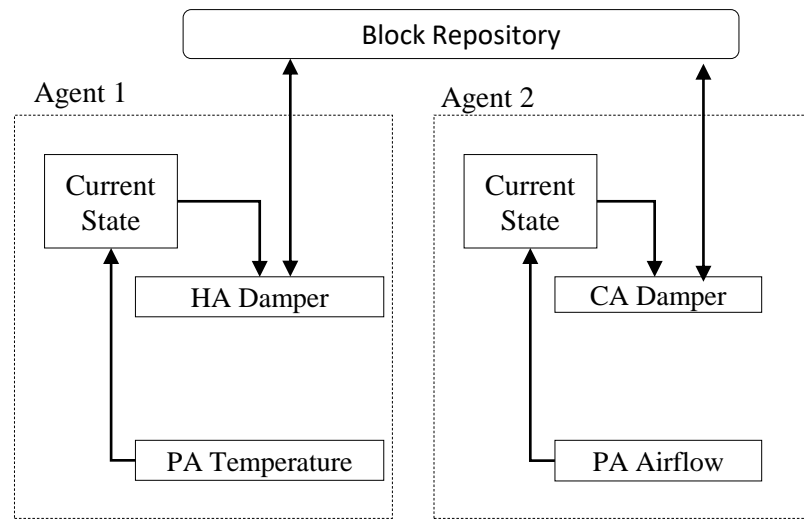 Block Repository
Agent 1
Current
State
HA Damper
PA Temperature
Agent 2
Current
State
CA Damper
PA Airflow